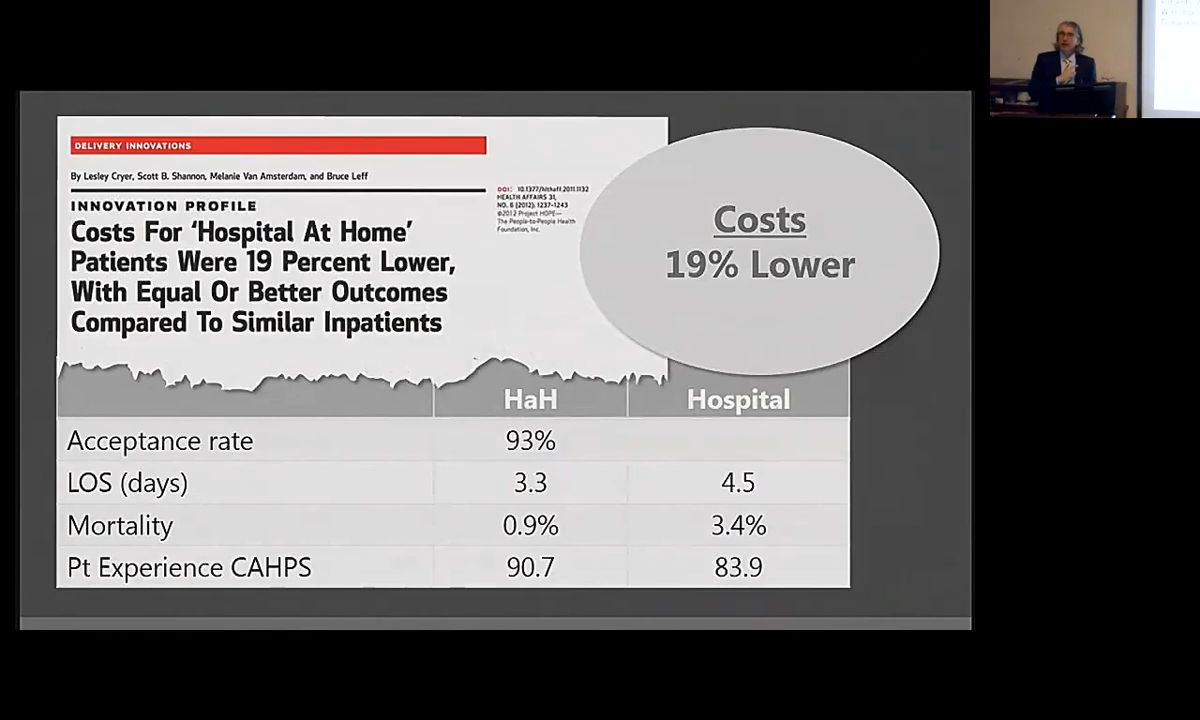 DELIVERY INNOVATIONS
By Lesley Cryer, Scott B. Shannon, Melanie Van Amsterdam, and Bruce Leff
DOI: 10.1377/hlthaff.2011.1132
HEALTH AFFAIRS 31,
NO. 6 (2012): 1237–1243
©2012 Project HOPE—
The People-to-People Health
Foundation, Inc.
INNOVATION PROFILE
Costs For ‘Hospital At Home’
Patients Were 19 Percent Lower,
With Equal Or Better Outcomes
Compared To Similar Inpatients
Costs
19% Lower
HaH Hospital
Acceptance rate 93%
LOS (days) 3.3 4.5
Mortality 0.9% 3.4%
Pt Experience CAHPS 90.7 83.9